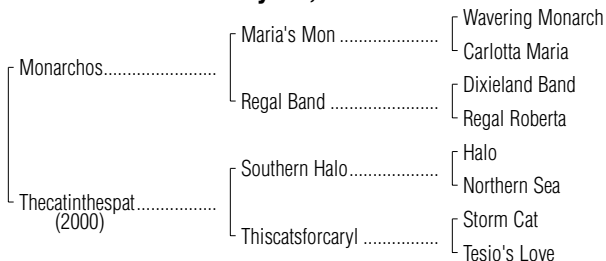 Wavering Monarch
Maria's Mon ....................
Carlotta Maria
Monarchos.......................
Dixieland Band
Regal Band ......................
Regal Roberta
Halo
Southern Halo..................
Northern Sea
Thecatinthespat................
(2000)
Storm Cat
Thiscatsforcaryl ...............
Tesio's Love